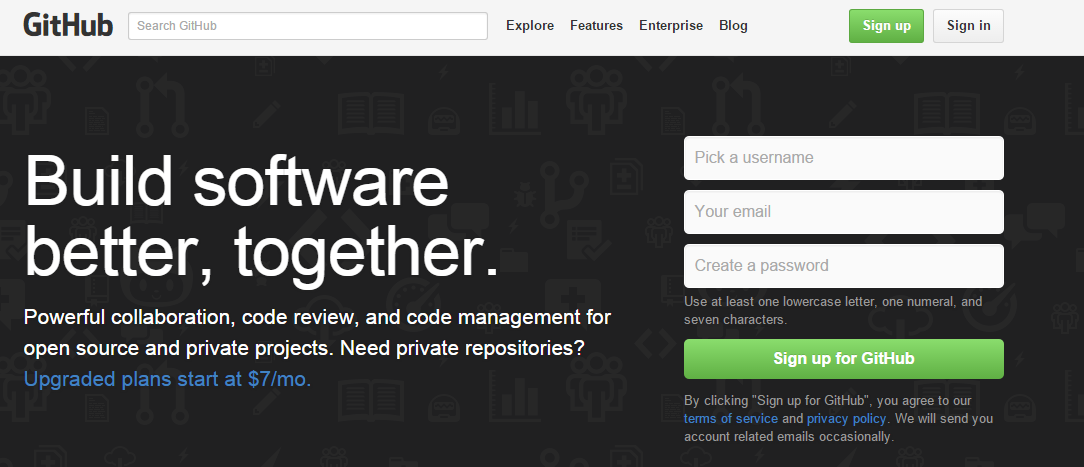 GitHub Search GitHub Explore Features Enterprise Blog Sign up Sign in
Build software
better, together.
Powerful collaboration, code review, and code management for
open source and private projects. Need private repositories?
Upgraded plans start at $7/mo.
Pick a username
Your email
Create a password
Use at least one lowercase letter, one numeral, and
seven characters.
Sign up for GitHub
By clicking "Sign up for GitHub", you agree to our
terms of service and privacy policy. We will send you
account related emails occasionally.